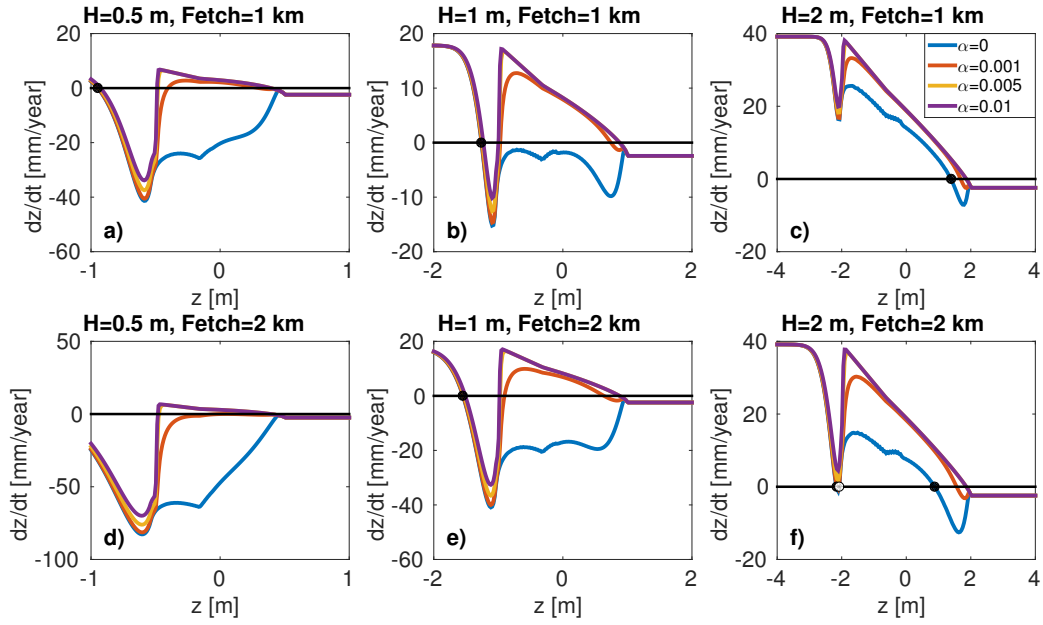 H=0.5 m, Fetch=1 km
20
0
-20
-40
-60
dz/dt [mm/year]
a)
-1
0
1
z [m]
H=1 m, Fetch=1 km
20
10
0
-10
-20
dz/dt [mm/year]
b)
-2
0
2
z [m]
H=2 m, Fetch=1 km
40
20
0
-20
dz/dt [mm/year]
c)
α=0
α=0.001
α=0.005
α=0.01
-4
-2
0
2
4
z [m]
H=0.5 m, Fetch=2 km
50
0
-50
-100
dz/dt [mm/year]
d)
-1
0
1
z [m]
H=1 m, Fetch=2 km
20
0
-20
-40
-60
dz/dt [mm/year]
e)
-2
0
2
z [m]
H=2 m, Fetch=2 km
40
20
0
-20
dz/dt [mm/year]
f)
-4
-2
0
2
4
z [m]